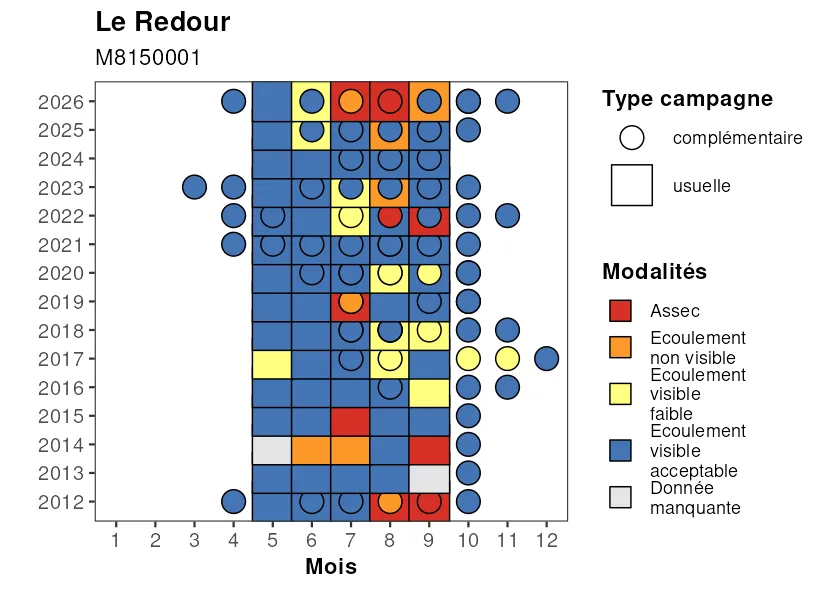 Le Redour
M8150001
2026
2025
2024
2023
2022
2021
2020
2019
2018
2017
2016
2015
2014
2013
2012
1 2 3 4 5 6 7 8 9 10 11 12
Mois
Type campagne
complémentaire
usuelle
Modalités
Assec
Ecoulement
non visible
Ecoulement
visible
faible
Ecoulement
visible
acceptable
Donnée
manquante